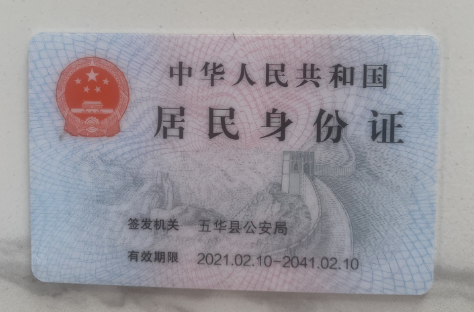 中华人民共和国
居民身份证
签发机关 五华县公安局
有效期限 2021.02.10-2041.02.10